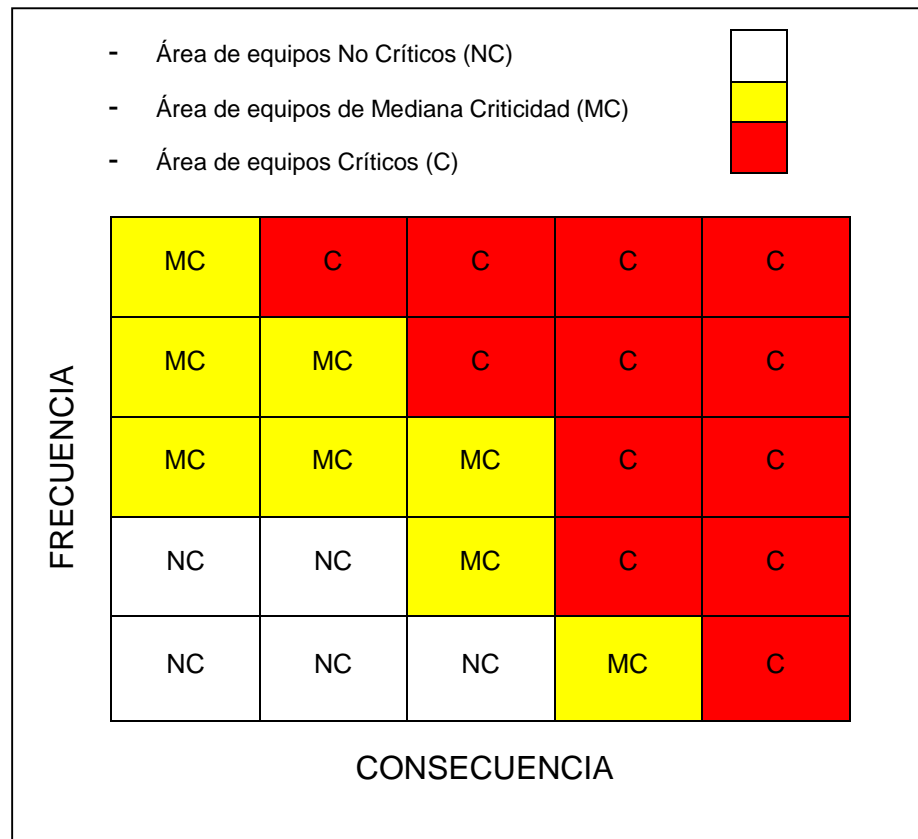 - Área de equipos No Críticos (NC)
- Área de equipos de Mediana Criticidad (MC)
- Área de equipos Críticos (C)
MC C C C C
MC MC C C C
MC MC MC C C
NC NC MC C C
NC NC NC MC C
FRECUENCIA
CONSECUENCIA